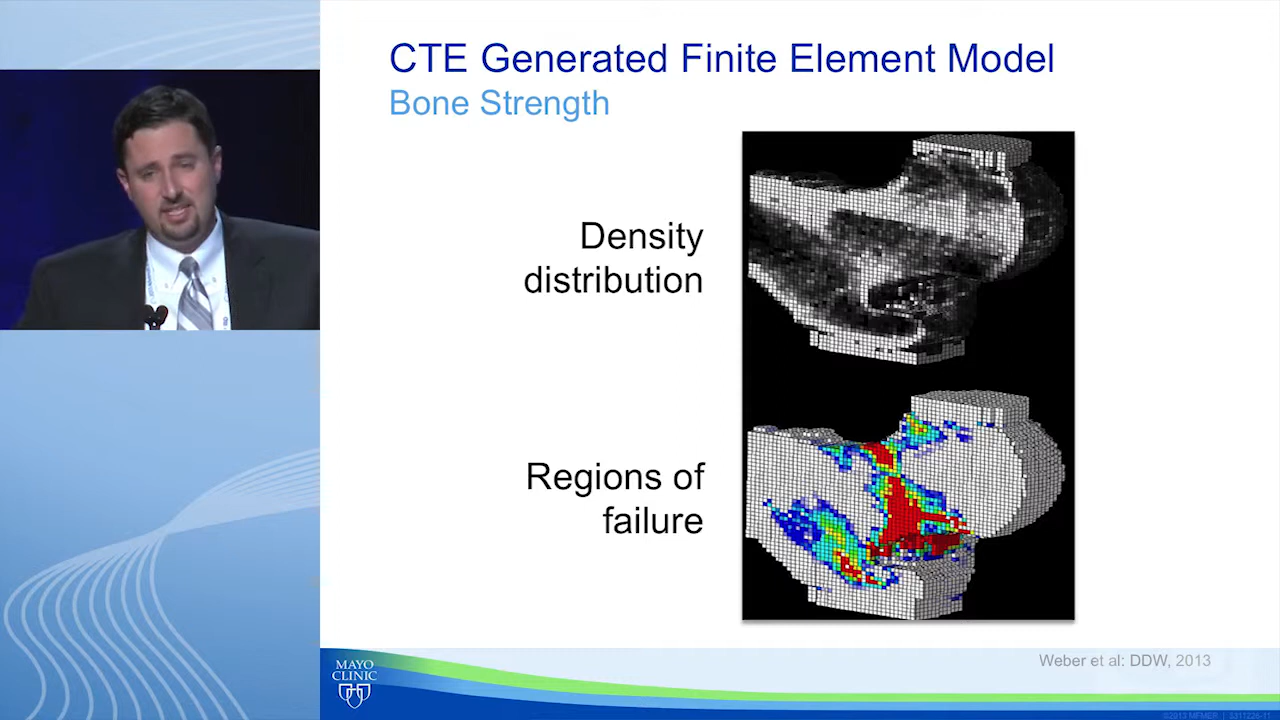 CTE Generated Finite Element Model
Bone Strength
Density
distribution
Regions of
failure
Weber et al: DDW, 2013
MAYO
CLINIC